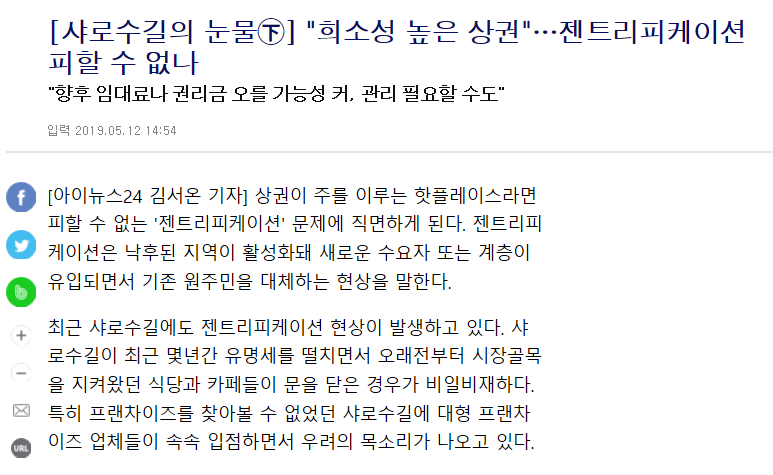 [샤로수길의 눈물㊦] "희소성 높은 상권"…젠트리피케이션
피할 수 없나
"향후 임대료나 권리금 오를 가능성 커, 관리 필요할 수도"
입력 2019.05.12 14:54
[아이뉴스24 김서온 기자] 상권이 주를 이루는 핫플레이스라면
피할 수 없는 '젠트리피케이션' 문제에 직면하게 된다. 젠트리피
케이션은 낙후된 지역이 활성화돼 새로운 수요자 또는 계층이
유입되면서 기존 원주민을 대체하는 현상을 말한다.
최근 샤로수길에도 젠트리피케이션 현상이 발생하고 있다. 샤
로수길이 최근 몇년간 유명세를 떨치면서 오래전부터 시장골목
을 지켜왔던 식당과 카페들이 문을 닫은 경우가 비일비재하다.
특히 프랜차이즈를 찾아볼 수 없었던 샤로수길에 대형 프랜차
이즈 업체들이 속속 입점하면서 우려의 목소리가 나오고 있다.
URL